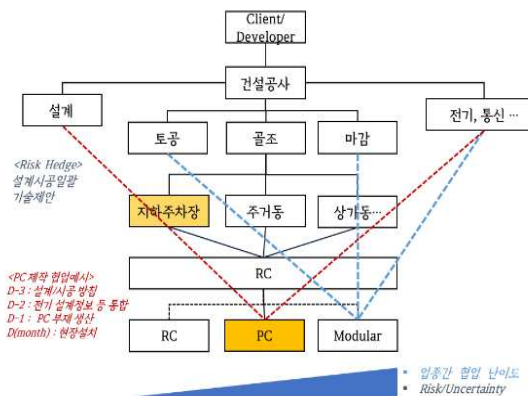 Client/
Developer
건설공사
설계
전기, 통신 …
토공
골조
마감
<Risk Hedge>
설계시공일괄
기술제안
지하주차장
주거동
상가동…
<PC 제작 협업예시>
D-3 : 설계/시공 방침
D-2 : 전기 설계정보 등 통합
D-1 : PC 부재 생산
D(month) : 현장설치
RC
RC
PC
Modular
▪ 업종간 협업 난이도
▪ Risk/Uncertainty